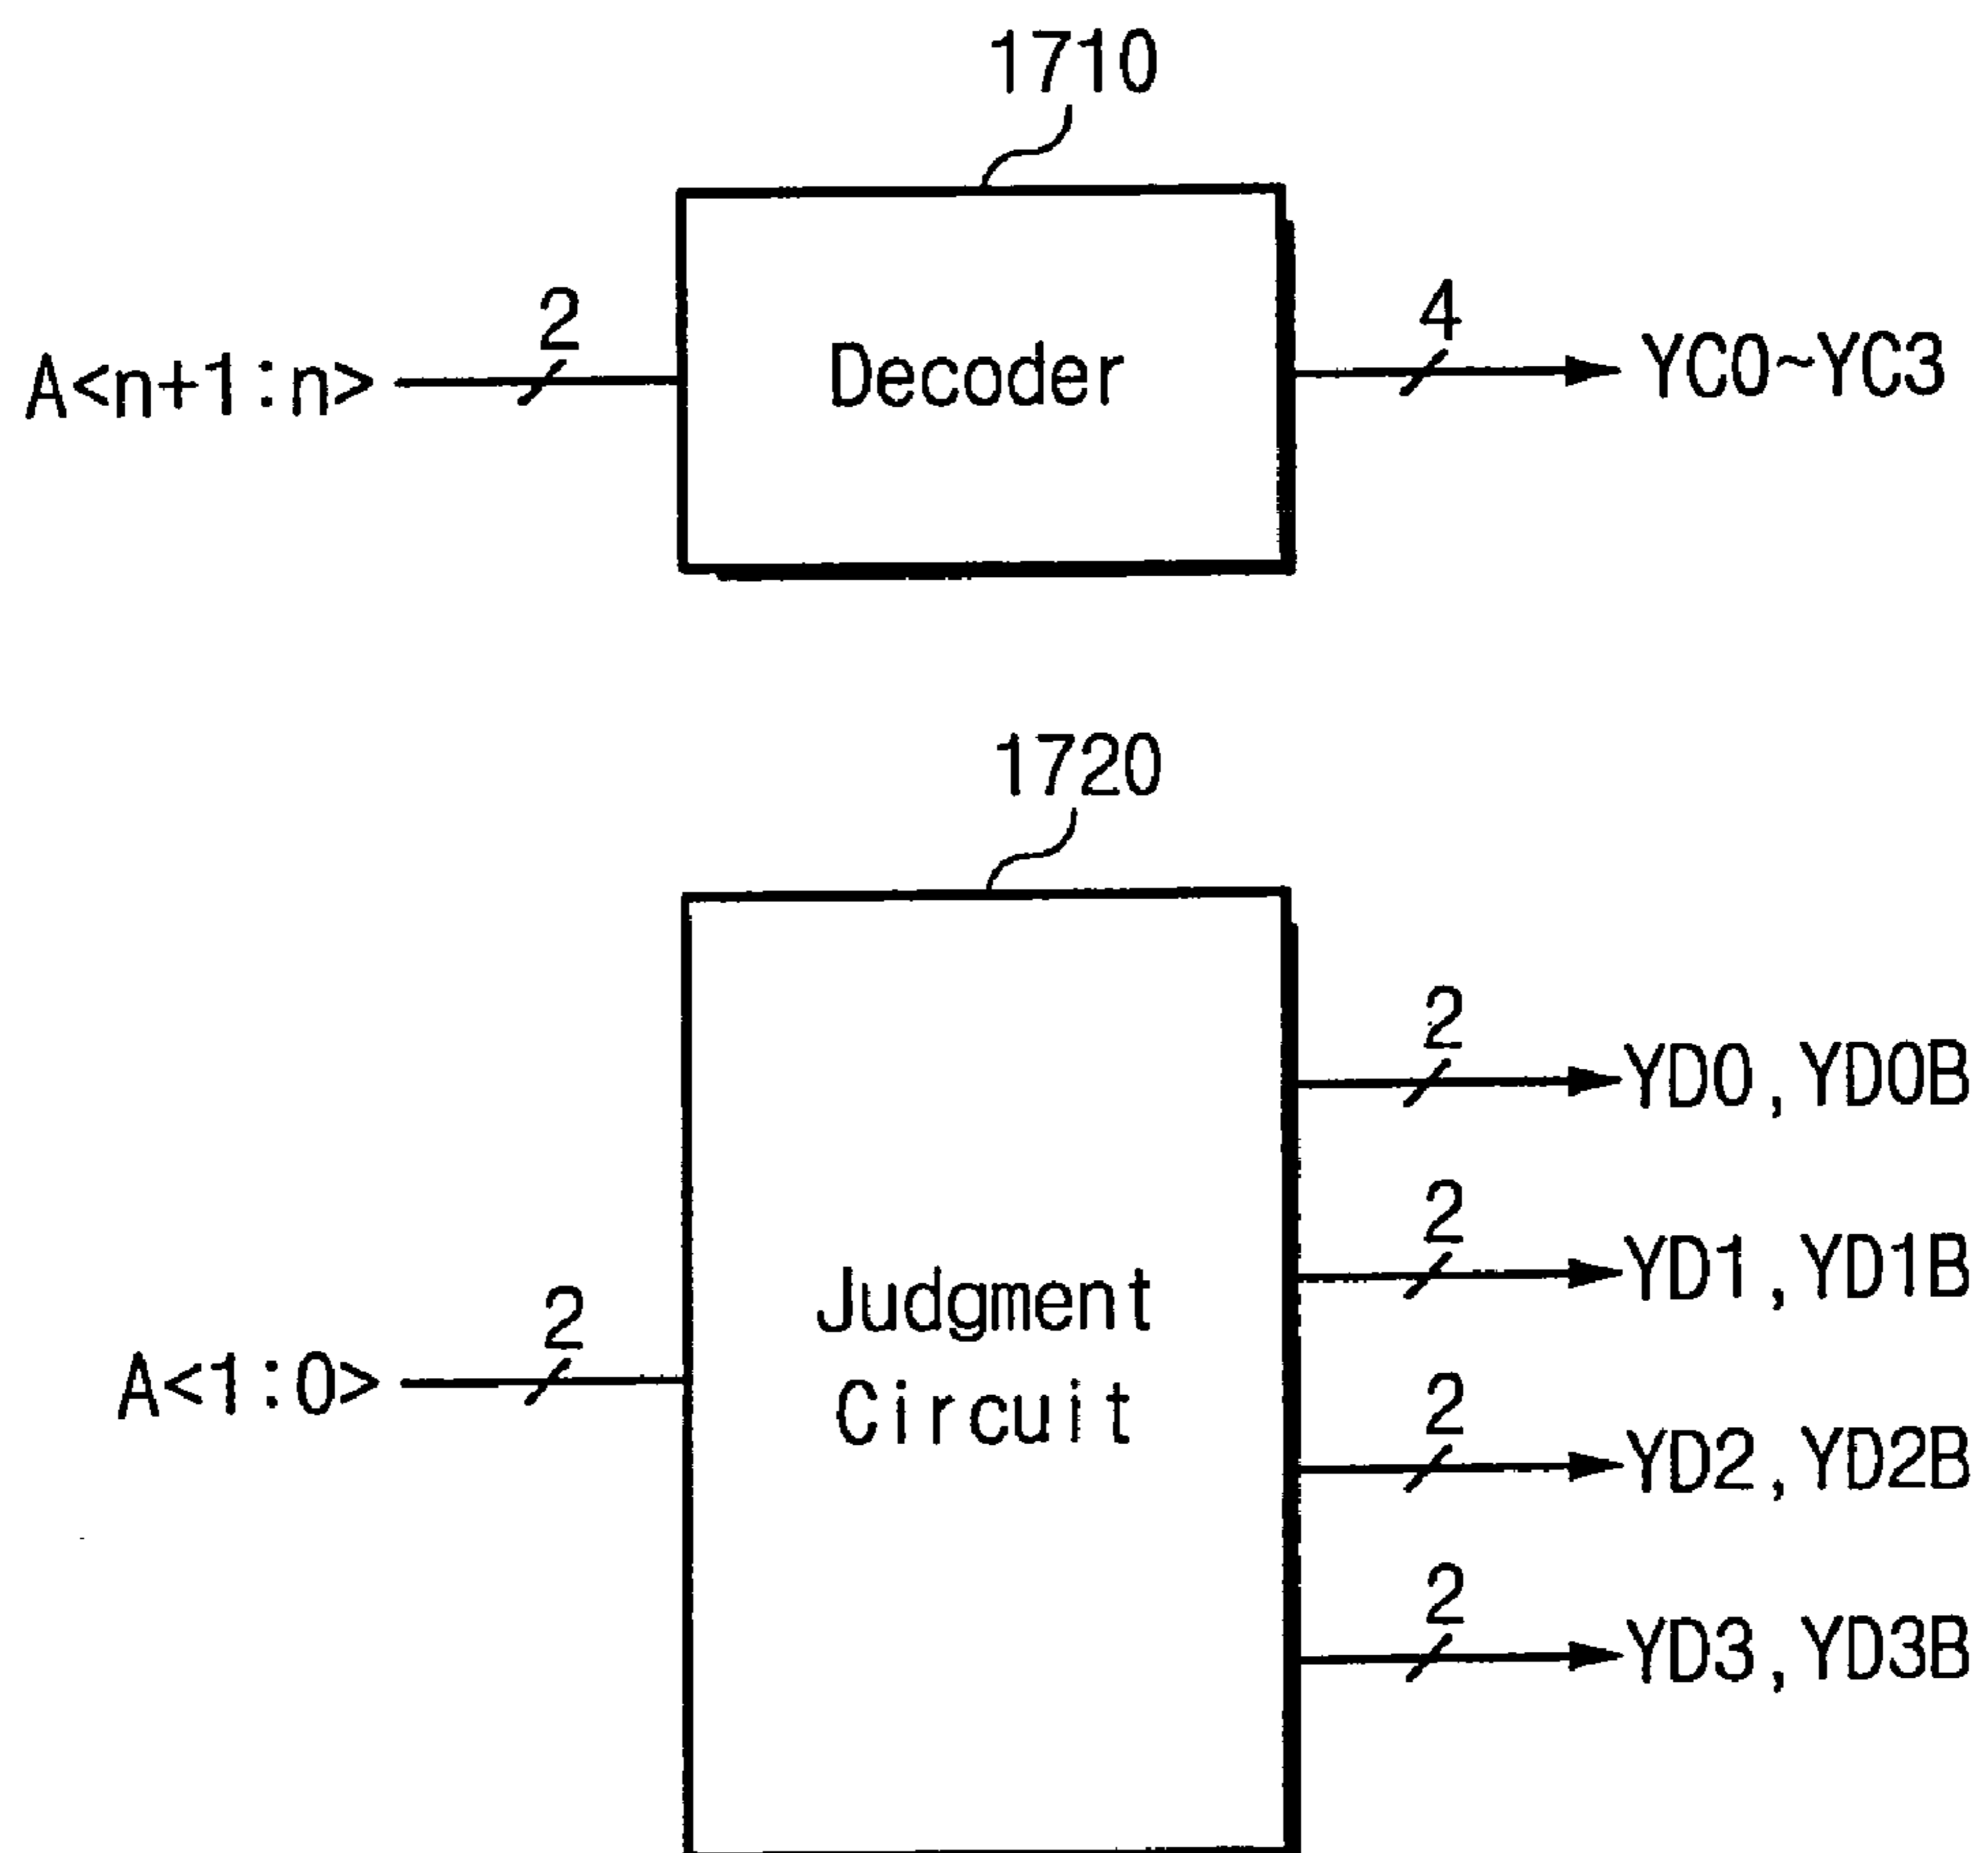 1710
2
4
A<n+1:n>
Decoder
YC0~YC3
1720
2
YD0,YD0B
2
YD1,YD1B
2
A<1:0>
Judgment
Circuit
2
YD2,YD2B
2
YD3,YD3B